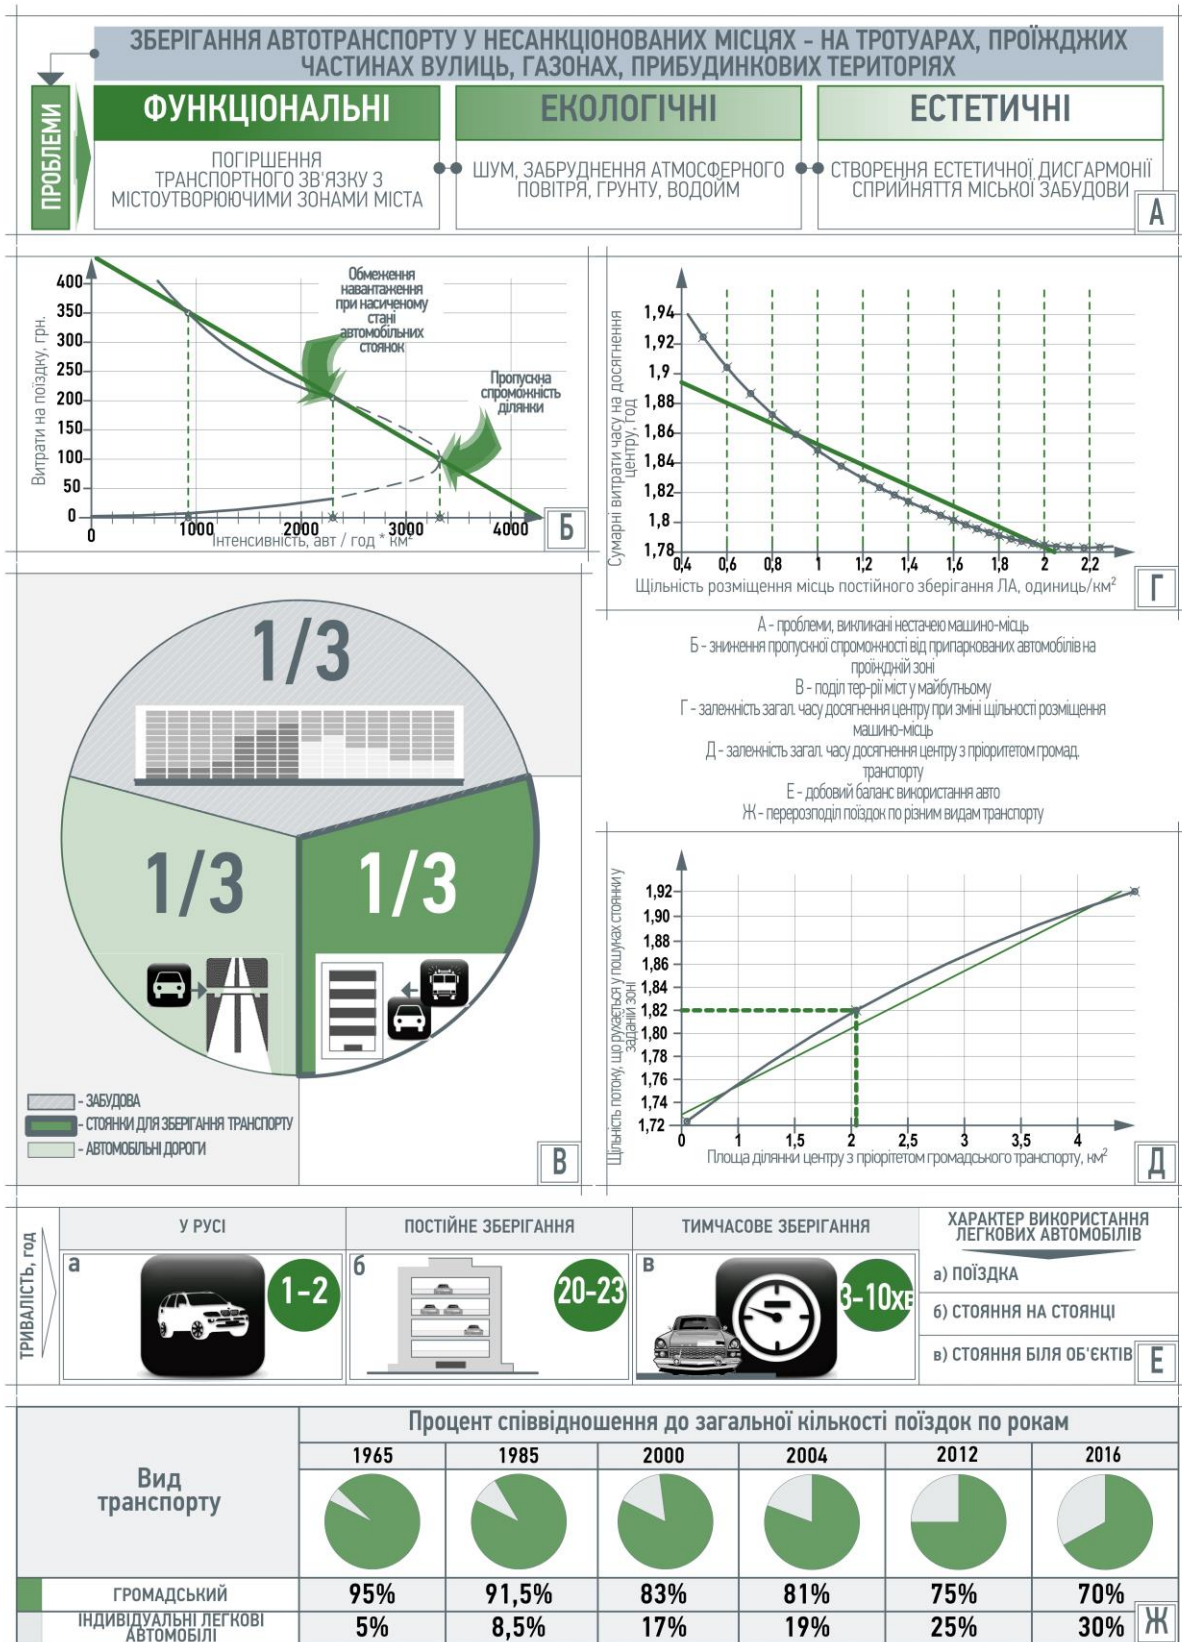 ЗБЕРІГАННЯ АВТОТРАНСПОРТУ У НЕСАНКЦІОНОВАНИХ МІСЦЯХ - НА ТРОТУАРАХ, ПРОЇЖДЖИХ
ЧАСТИНАХ ВУЛИЦЬ, ГАЗОНАХ, ПРИБУДИНКОВИХ ТЕРИТОРІЯХ
ПРОБЛЕМИ
ФУНКЦІОНАЛЬНІ
ЕКОЛОГІЧНІ
ЕСТЕТИЧНІ
ПОГІРШЕННЯ
ТРАНСПОРТНОГО ЗВ'ЯЗКУ З
МІСТОУТВОРЮЮЧИМИ ЗОНАМИ МІСТА
ШУМ, ЗАБРУДНЕННЯ АТМОСФЕРНОГО
ПОВІТРЯ, ГРУНТУ, ВОДОЙМ
СТВОРЕННЯ ЕСТЕТИЧНОЇ ДИСГАРМОНІЇ
СПРИЙНЯТТЯ МІСЬКОЇ ЗАБУДОВИ
А
Витрати на поїздку, грн.
400
350
300
250
200
150
100
50
0
0 1000 2000 3000 4000
Інтенсивність, авт / год * км²
Обмеження
навантаження
при насиченому
стані
автомобільних
стоянок
Пропускна
спроможність
ділянки
Б
Сумарні витрати часу на досягнення
центру, год
1,94
1,92
1,9
1,88
1,86
1,84
1,82
1,8
1,78
0,4 0,6 0,8 1 1,2 1,4 1,6 1,8 2 2,2
Щільність розміщення місць постійного зберігання ЛА, одиниць/км²
Г
1/3
1/3
1/3
- ЗАБУДОВА
- СТОЯНКИ ДЛЯ ЗБЕРІГАННЯ ТРАНСПОРТУ
- АВТОМОБІЛЬНІ ДОРОГИ
В
А - проблеми, викликані нестачею машино-місць
Б - зниження пропускної спроможності від припаркованих автомобілів на
проїжджій зоні
В - поділ тер-рії міст у майбутньому
Г - залежність загал. часу досягнення центру при зміні щільності розміщення
машино-місць
Д - залежність загал. часу досягнення центру з пріоритетом громад.
транспорту
Е - добовий баланс використання авто
Ж - перерозподіл поїздок по різним видам транспорту
Щільність потоку, що рухається у пошуках стоянки у
заданій зоні
1,92
1,90
1,88
1,86
1,84
1,82
1,80
1,78
1,76
1,74
1,72
0 1 1,5 2 2,5 3 3,5 4
Площа ділянки центру з пріорітетом громадського транспорту, км²
Д
ТРИВАЛІСТЬ, год
У РУСІ
ПОСТІЙНЕ ЗБЕРІГАННЯ
ТИМЧАСОВЕ ЗБЕРІГАННЯ
ХАРАКТЕР ВИКОРИСТАННЯ
ЛЕГКОВИХ АВТОМОБІЛІВ
а
1-2
б
20-23
в
3-10хв
а) ПОЇЗДКА
б) СТОЯННЯ НА СТОЯНЦІ
в) СТОЯННЯ БІЛЯ ОБ'ЄКТІВ
Е
Вид
транспорту
Процент співвідношення до загальної кількості поїздок по рокам
1965 1985 2000 2004 2012 2016
ГРОМАДСЬКИЙ 95% 91,5% 83% 81% 75% 70%
ІНДИВІДУАЛЬНІ ЛЕГКОВІ
АВТОМОБІЛІ 5% 8,5% 17% 19% 25% 30%
Ж